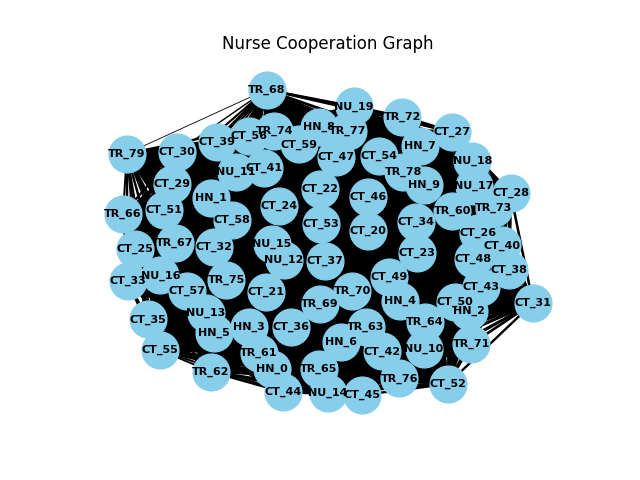 Nurse Cooperation Graph
TR_68
NU_19
TR_72
HN_8
TR_74
TR_77
CT_27
CT_56
CT_39
CT_59
HN_7
TR_79
CT_30
CT_47
CT_54
NU_18
NU_11
CT_41
TR_78
CT_29
HN_9
NU_17
CT_22
CT_28
HN_1
CT_46
CT_24
TR_66
CT_51
TR_60
TR_73
CT_58
CT_53
CT_34
CT_20
CT_26
TR_67
NU_15
CT_40
CT_25
CT_32
CT_23
NU_12
CT_37
CT_48
CT_38
NU_16
CT_49
CT_33
TR_75
CT_43
CT_57
CT_21
TR_70
TR_69
HN_4
CT_50
CT_31
NU_13
HN_2
CT_35
TR_64
HN_5
HN_3
CT_36
TR_63
HN_6
TR_71
CT_55
TR_61
CT_42
NU_10
TR_62
HN_0
TR_65
TR_76
CT_52
CT_44
NU_14
CT_45